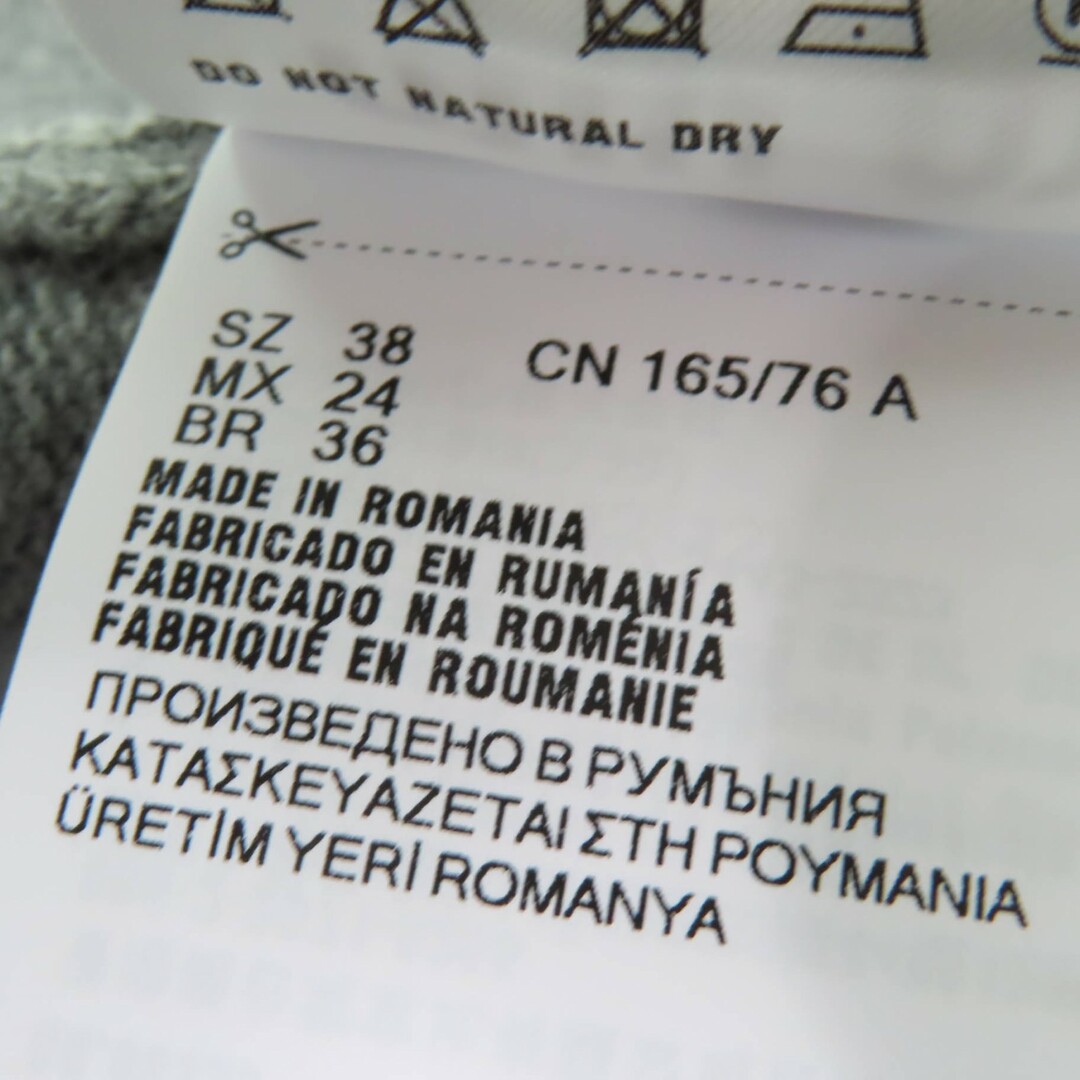 DO NOT NATURAL DRY
SZ 38 CN 165/76 A
MX 24
BR 36
MADE IN ROMANIA
FABRICADO EN RUMANÍA
FABRICADO NA ROMÉNIA
FABRIQUÉ EN ROUMANIE
ПРОИЗВЕДЕНО В РУМЪНИЯ
ΚΑΤΑΣΚΕΥΑΖΕΤΑΙ ΣΤΗ ΡΟΥΜΑΝΙΑ
ÜRETİM YERİ ROMANYA